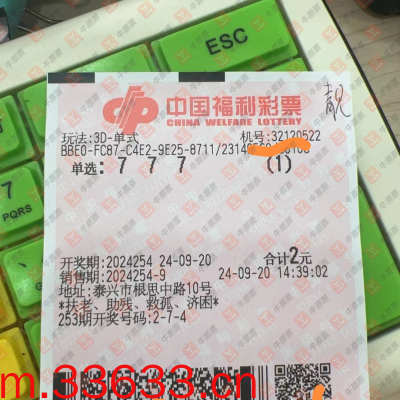 ESC
中国福利彩票
CHINA WELFARE LOTTERY
靓
玩法:3D-单式 机号:32120522
BBE0-FC87-C4E2-9E25-8711/2314
单选: 7 7 7 (1)
7
PQRS
开奖期:2024254 24-09-20 合计2元
销售期:2024254-9 24-09-20 14:39:02
地址:泰兴市根思中路10号
*扶老、助残、救孤、济困*
253期开奖号码:2-7-4
m.33633.cn